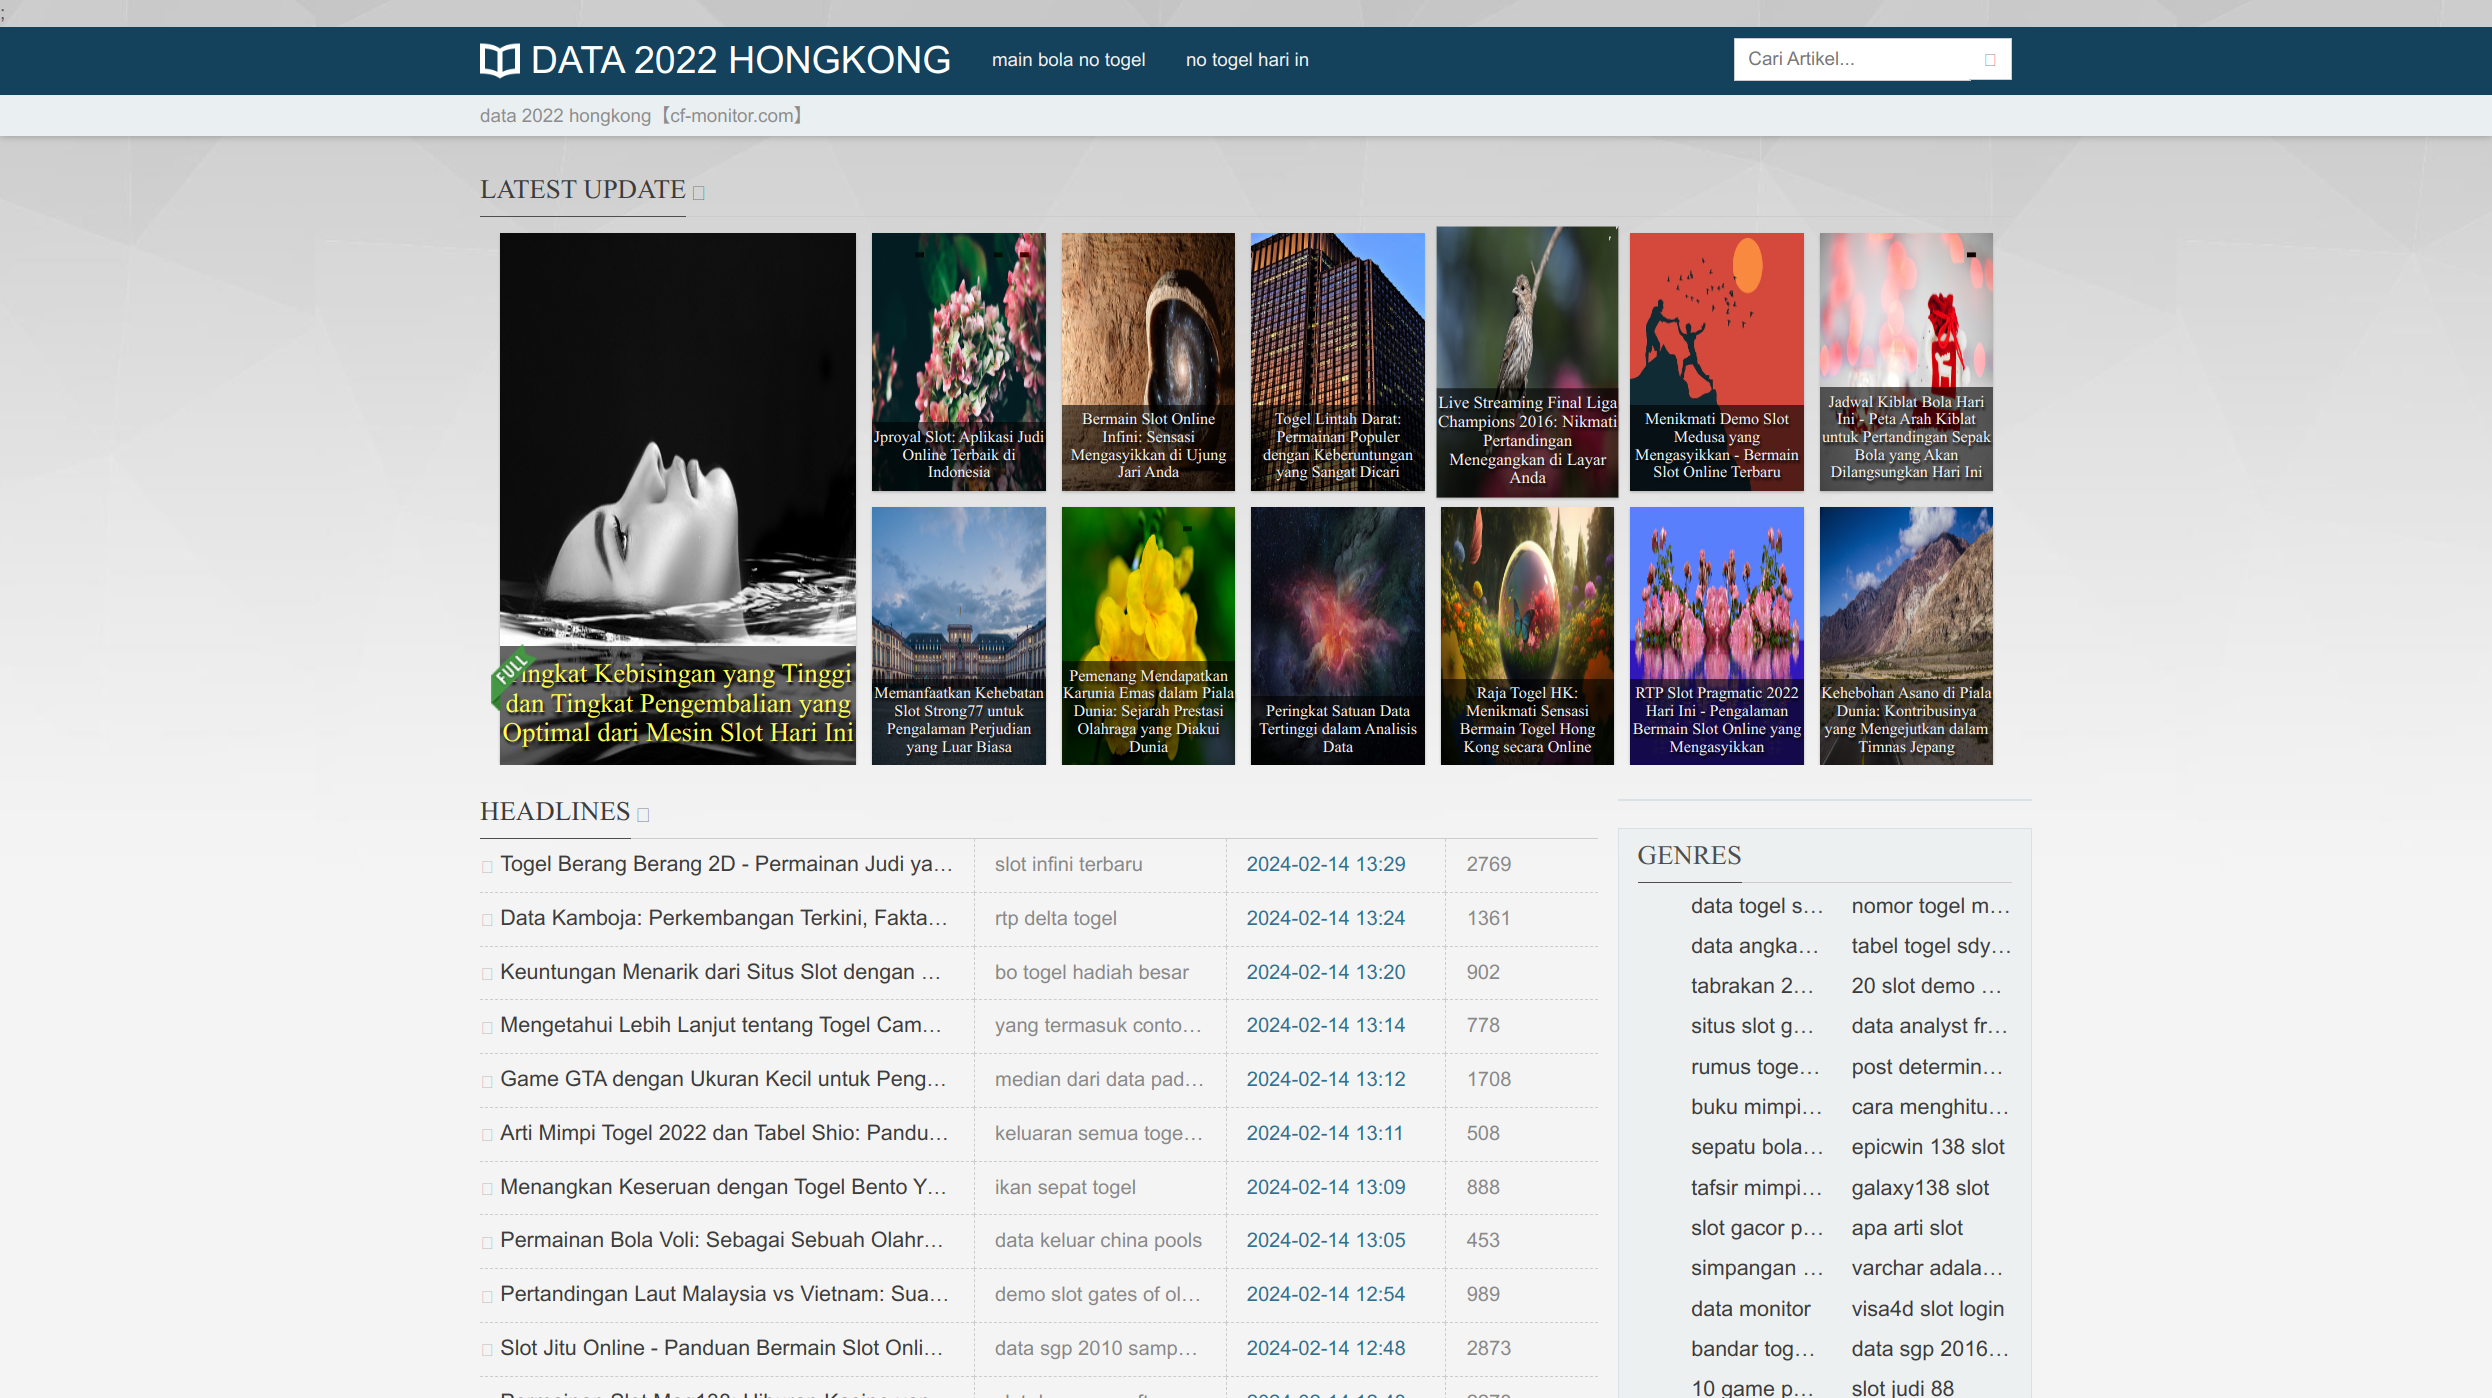 ;
DATA 2022 HONGKONG
main bola no togel
no togel hari in
Cari Artikel...
data 2022 hongkong【cf-monitor.com】
LATEST UPDATE
FULL
ingkat Kebisingan yang Tinggi
dan Tingkat Pengembalian yang
Optimal dari Mesin Slot Hari Ini
Jproyal Slot: Aplikasi Judi
Online Terbaik di
Indonesia
Bermain Slot Online
Infini: Sensasi
Mengasyikkan di Ujung
Jari Anda
Togel Lintah Darat:
Permainan Populer
dengan Keberuntungan
yang Sangat Dicari
Live Streaming Final Liga
Champions 2016: Nikmati
Pertandingan
Menegangkan di Layar
Anda
Menikmati Demo Slot
Medusa yang
Mengasyikkan - Bermain
Slot Online Terbaru
Jadwal Kiblat Bola Hari
Ini - Peta Arah Kiblat
untuk Pertandingan Sepak
Bola yang Akan
Dilangsungkan Hari Ini
Memanfaatkan Kehebatan
Slot Strong77 untuk
Pengalaman Perjudian
yang Luar Biasa
Pemenang Mendapatkan
Karunia Emas dalam Piala
Dunia: Sejarah Prestasi
Olahraga yang Diakui
Dunia
Peringkat Satuan Data
Tertinggi dalam Analisis
Data
Raja Togel HK:
Menikmati Sensasi
Bermain Togel Hong
Kong secara Online
RTP Slot Pragmatic 2022
Hari Ini - Pengalaman
Bermain Slot Online yang
Mengasyikkan
Kehebohan Asano di Piala
Dunia: Kontribusinya
yang Mengejutkan dalam
Timnas Jepang
HEADLINES
Togel Berang Berang 2D - Permainan Judi ya… slot infini terbaru 2024-02-14 13:29 2769
Data Kamboja: Perkembangan Terkini, Fakta… rtp delta togel 2024-02-14 13:24 1361
Keuntungan Menarik dari Situs Slot dengan … bo togel hadiah besar 2024-02-14 13:20 902
Mengetahui Lebih Lanjut tentang Togel Cam… yang termasuk conto… 2024-02-14 13:14 778
Game GTA dengan Ukuran Kecil untuk Peng… median dari data pad… 2024-02-14 13:12 1708
Arti Mimpi Togel 2022 dan Tabel Shio: Pandu… keluaran semua toge… 2024-02-14 13:11 508
Menangkan Keseruan dengan Togel Bento Y… ikan sepat togel 2024-02-14 13:09 888
Permainan Bola Voli: Sebagai Sebuah Olahr… data keluar china pools 2024-02-14 13:05 453
Pertandingan Laut Malaysia vs Vietnam: Sua… demo slot gates of ol… 2024-02-14 12:54 989
Slot Jitu Online - Panduan Bermain Slot Onli… data sgp 2010 samp… 2024-02-14 12:48 2873
GENRES
data togel s… nomor togel m…
data angka… tabel togel sdy…
tabrakan 2… 20 slot demo …
situs slot g… data analyst fr…
rumus toge… post determin…
buku mimpi… cara menghitu…
sepatu bola… epicwin 138 slot
tafsir mimpi… galaxy138 slot
slot gacor p… apa arti slot
simpangan … varchar adala…
data monitor visa4d slot login
bandar tog… data sgp 2016…
10 game p… slot judi 88